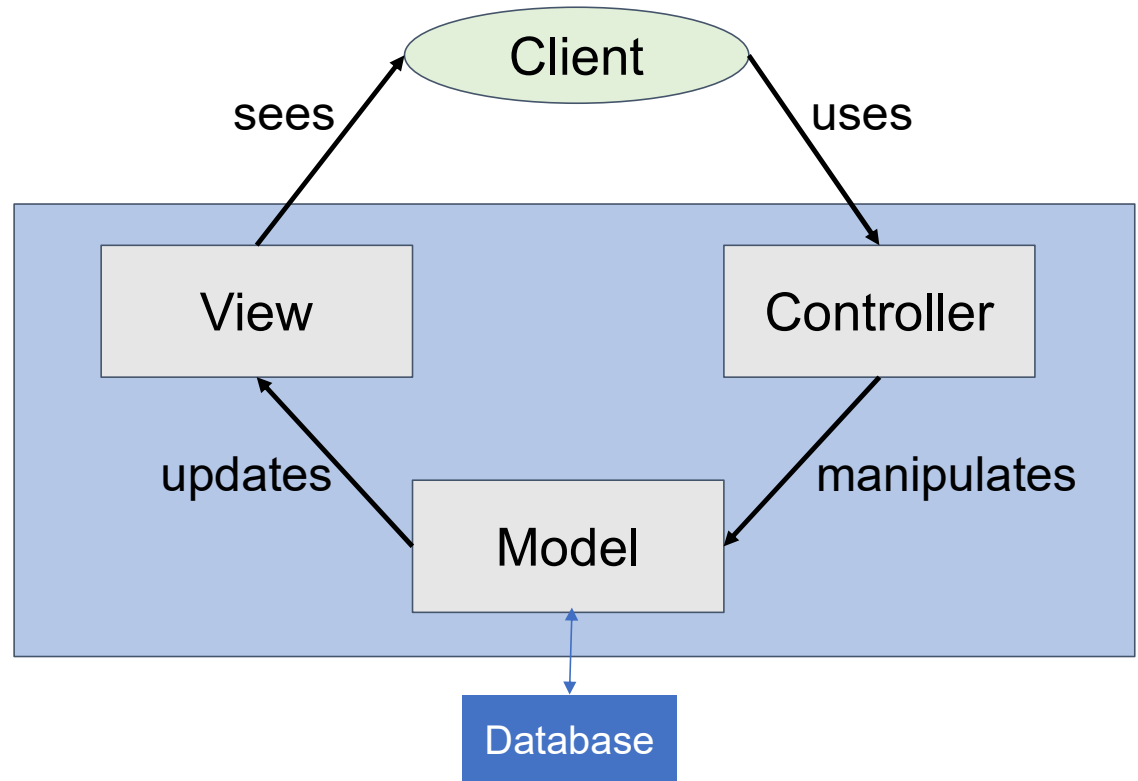 Client
sees
uses
View
Controller
updates
manipulates
Model
Database